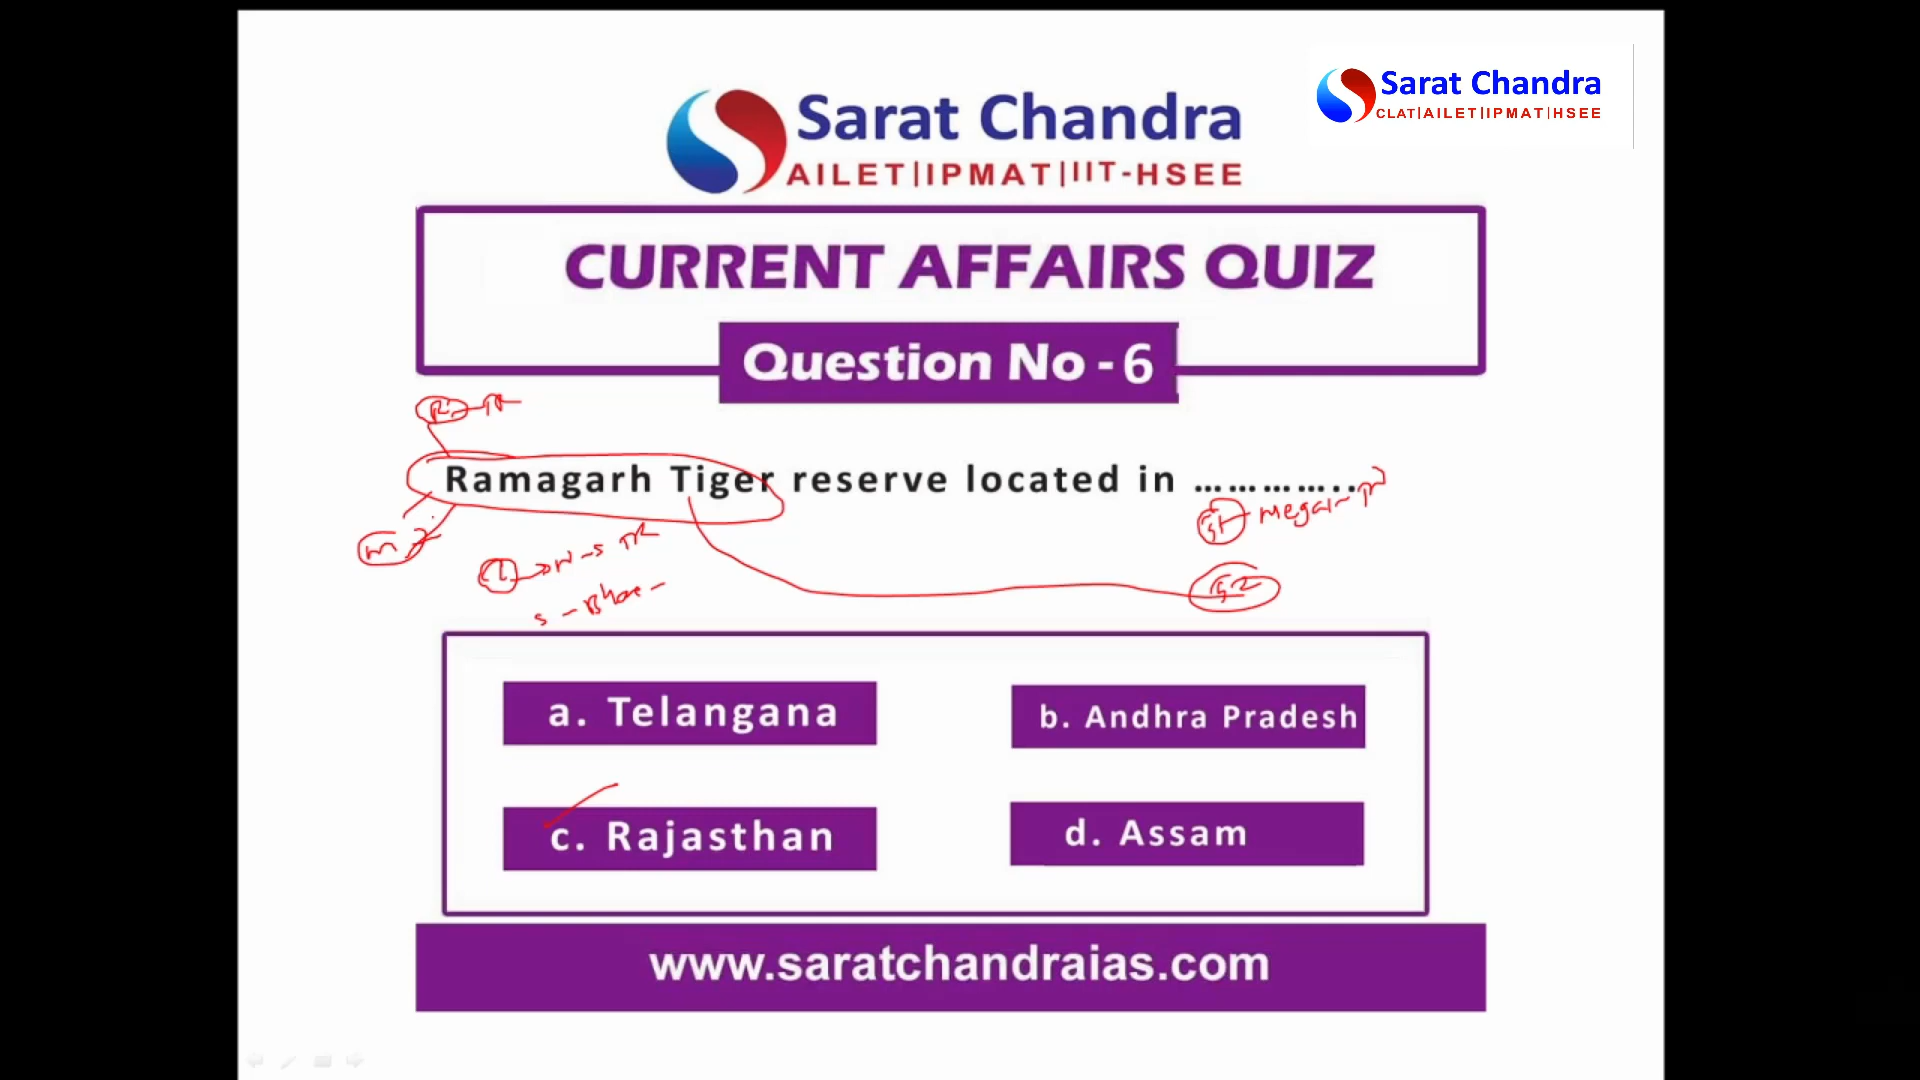 Sarat Chandra
CLAT|AILET|IPMAT|HSEE
Sarat Chandra
AILET|IPMAT|IIT-HSEE
CURRENT AFFAIRS QUIZ
Question No - 6
Ramagarh Tiger reserve located in …………..
a. Telangana
b. Andhra Pradesh
c. Rajasthan
d. Assam
www.saratchandraias.com